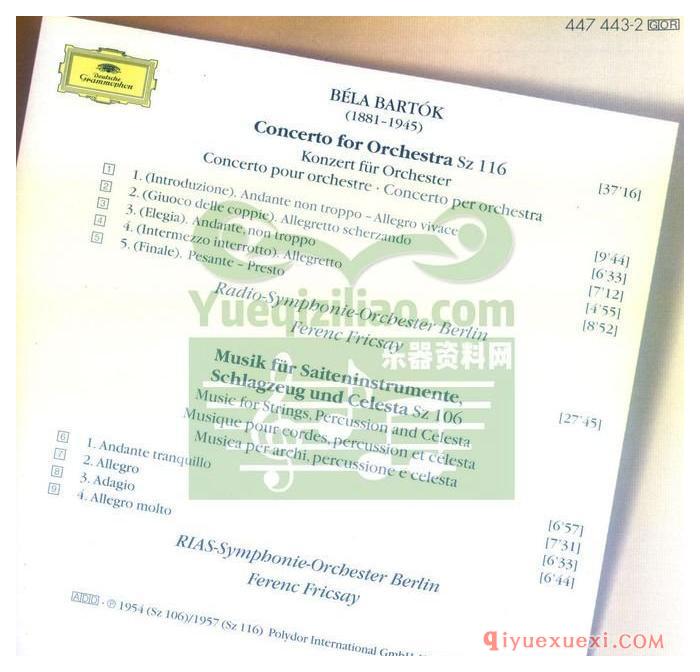 447 443-2 GOR
Deutsche
Grammophon
BÉLA BARTÓK
(1881-1945)
Concerto for Orchestra Sz 116
[37'16]
Konzert für Orchester
Concerto pour orchestre · Concerto per orchestra
1 1. (Introduzione). Andante non troppo – Allegro vivace [9'44]
2 2. (Giuoco delle coppie). Allegretto scherzando [6'33]
3 3. (Elegia). Andante, non troppo [7'12]
4 4. (Intermezzo interrotto). Allegretto [4'55]
5 5. (Finale). Pesante – Presto [8'52]
Radio-Symphonie-Orchester Berlin
Ferenc Fricsay
Yueqiziliao.com
乐器资料网
Musik für Saiteninstrumente,
Schlagzeug und Celesta Sz 106
[27'45]
Music for Strings, Percussion and Celesta
Musique pour cordes, percussion et célesta
Musica per archi, percussione e celesta
6 1. Andante tranquillo [6'57]
7 2. Allegro [7'31]
8 3. Adagio [6'33]
9 4. Allegro molto [6'44]
RIAS-Symphonie-Orchester Berlin
Ferenc Fricsay
ADD · ℗ 1954 (Sz 106)/1957 (Sz 116) Polydor International GmbH
qiyuexuexi.com